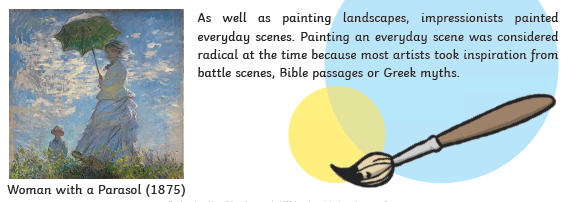 As well as painting landscapes, impressionists painted
everyday scenes. Painting an everyday scene was considered
radical at the time because most artists took inspiration from
battle scenes, Bible passages or Greek myths.
Woman with a Parasol (1875)